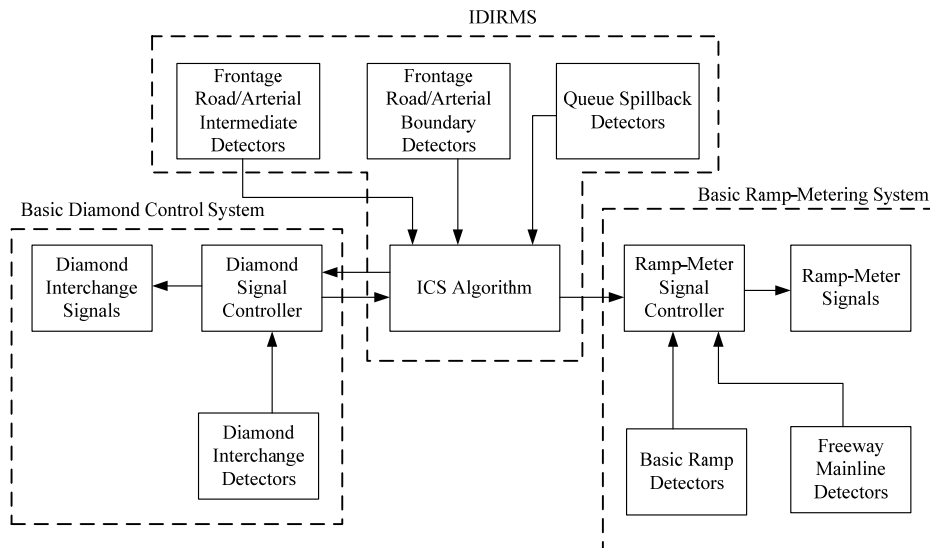 IDIRMS
Frontage
Road/Arterial
Intermediate
Detectors
Frontage
Road/Arterial
Boundary
Detectors
Queue Spillback
Detectors
Basic Diamond Control System
Basic Ramp-Metering System
Diamond
Interchange
Signals
Diamond
Signal
Controller
ICS Algorithm
Ramp-Meter
Signal
Controller
Ramp-Meter
Signals
Diamond
Interchange
Detectors
Basic Ramp
Detectors
Freeway
Mainline
Detectors